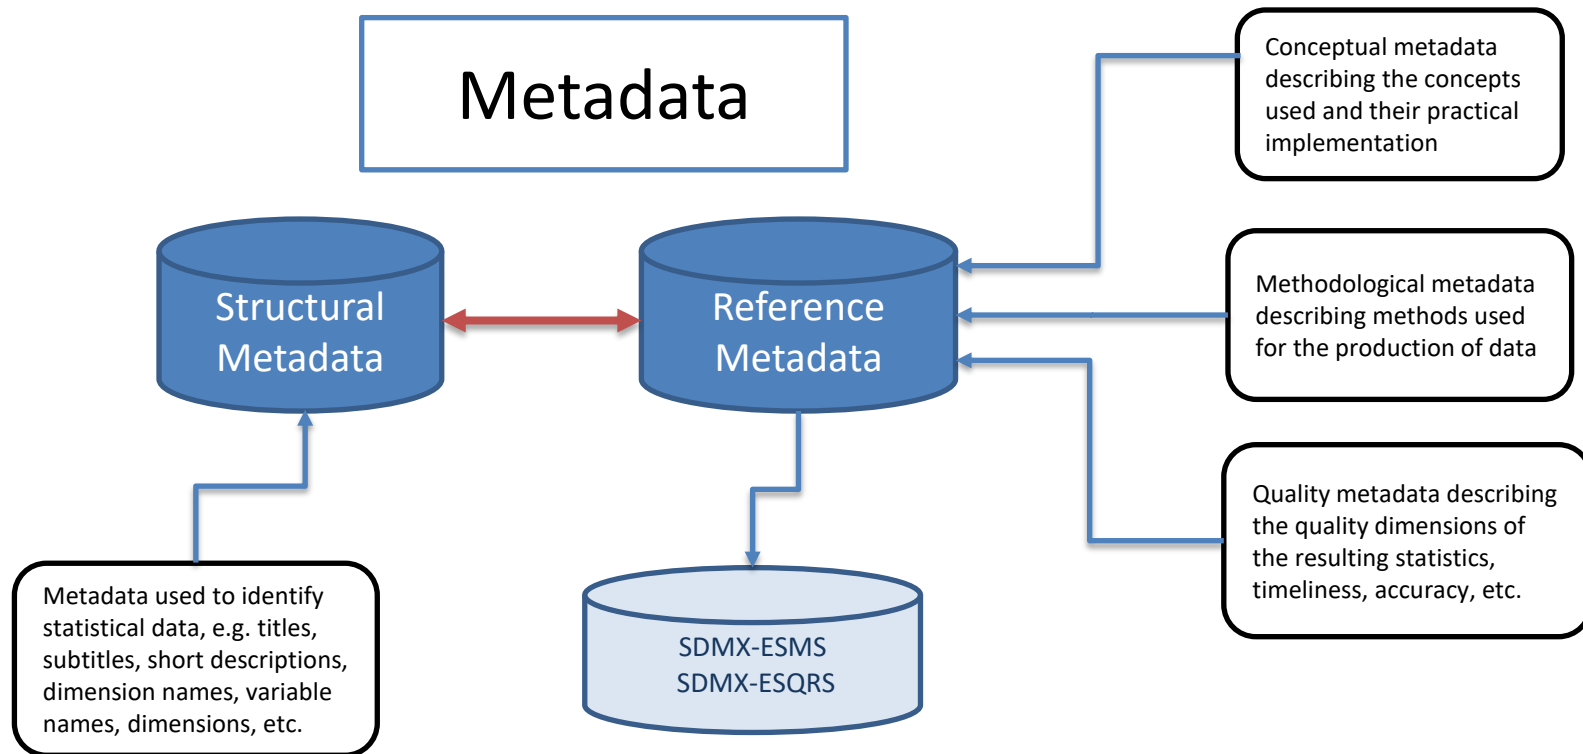 Metadata
Conceptual metadata
describing the concepts
used and their practical
implementation
Structural
Metadata
Reference
Metadata
Methodological metadata
describing methods used
for the production of data
Quality metadata describing
the quality dimensions of
the resulting statistics,
timeliness, accuracy, etc.
Metadata used to identify
statistical data, e.g. titles,
subtitles, short descriptions,
dimension names, variable
names, dimensions, etc.
SDMX-ESMS
SDMX-ESQRS